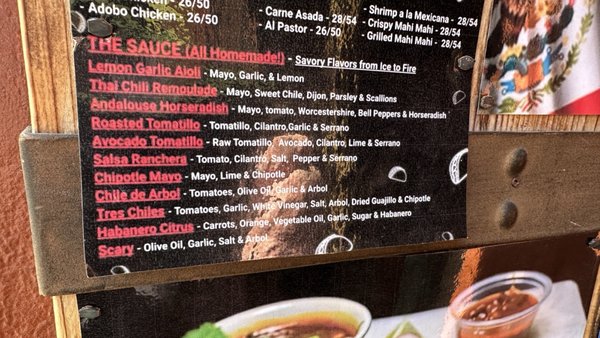 - Adobo Chicken - 26/50
- 26/50
- Carne Asada - 28/54
- Al Pastor - 26/50
- Shrimp a la Mexicana - 28/54
- Crispy Mahi Mahi - 28/54
- Grilled Mahi Mahi - 28/54
THE SAUCE (All Homemade!) - Savory Flavors from Ice to Fire
Lemon Garlic Aioli - Mayo, Garlic, & Lemon
Thai Chili Remoulade - Mayo, Sweet Chile, Dijon, Parsley & Scallions
Andalouse Horseradish - Mayo, tomato, Worcestershire, Bell Peppers & Horseradish
Roasted Tomatillo - Tomatillo, Cilantro,Garlic & Serrano
Avocado Tomatillo - Raw Tomatillo, Avocado, Cilantro, Lime & Serrano
Salsa Ranchera - Tomato, Cilantro, Salt, Pepper & Serrano
Chipotle Mayo - Mayo, Lime & Chipotle
Chile de Arbol - Tomatoes, Olive Oil, Garlic & Arbol
Tres Chiles - Tomatoes, Garlic, White Vinegar, Salt, Arbol, Dried Guajillo & Chipotle
Habanero Citrus - Carrots, Orange, Vegetable Oil, Garlic, Sugar & Habanero
Scary - Olive Oil, Garlic, Salt & Arbol